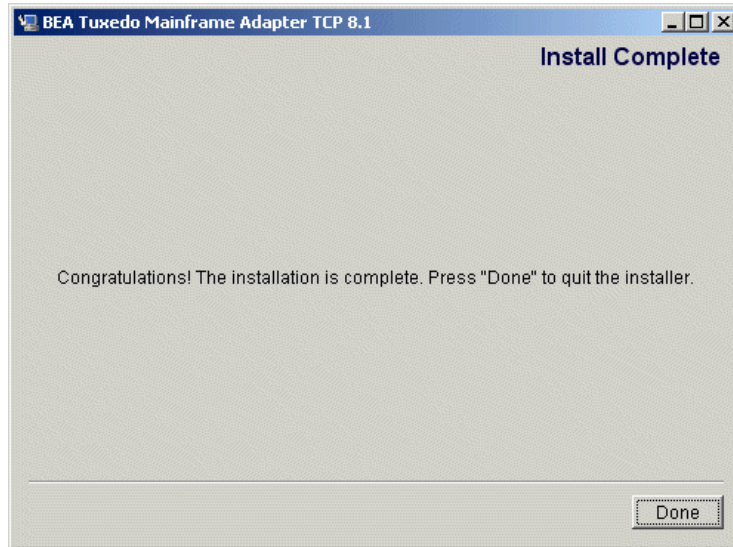 BEA Tuxedo Mainframe Adapter TCP 8.1
Install Complete
Congratulations! The installation is complete. Press "Done" to quit the installer.
Done